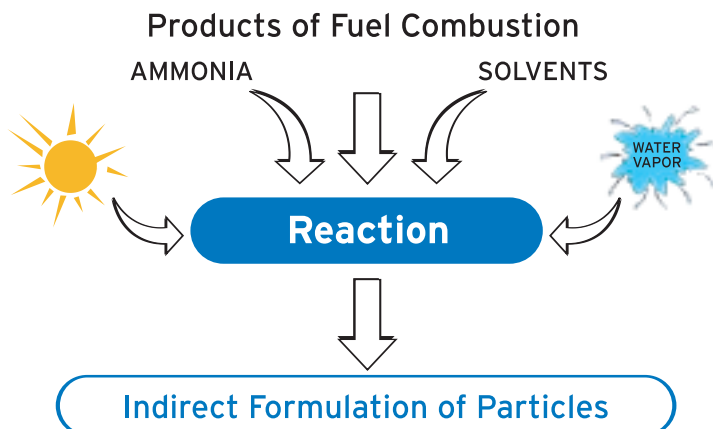 Products of Fuel Combustion
AMMONIA
SOLVENTS
WATER
VAPOR
Reaction
Indirect Formulation of Particles